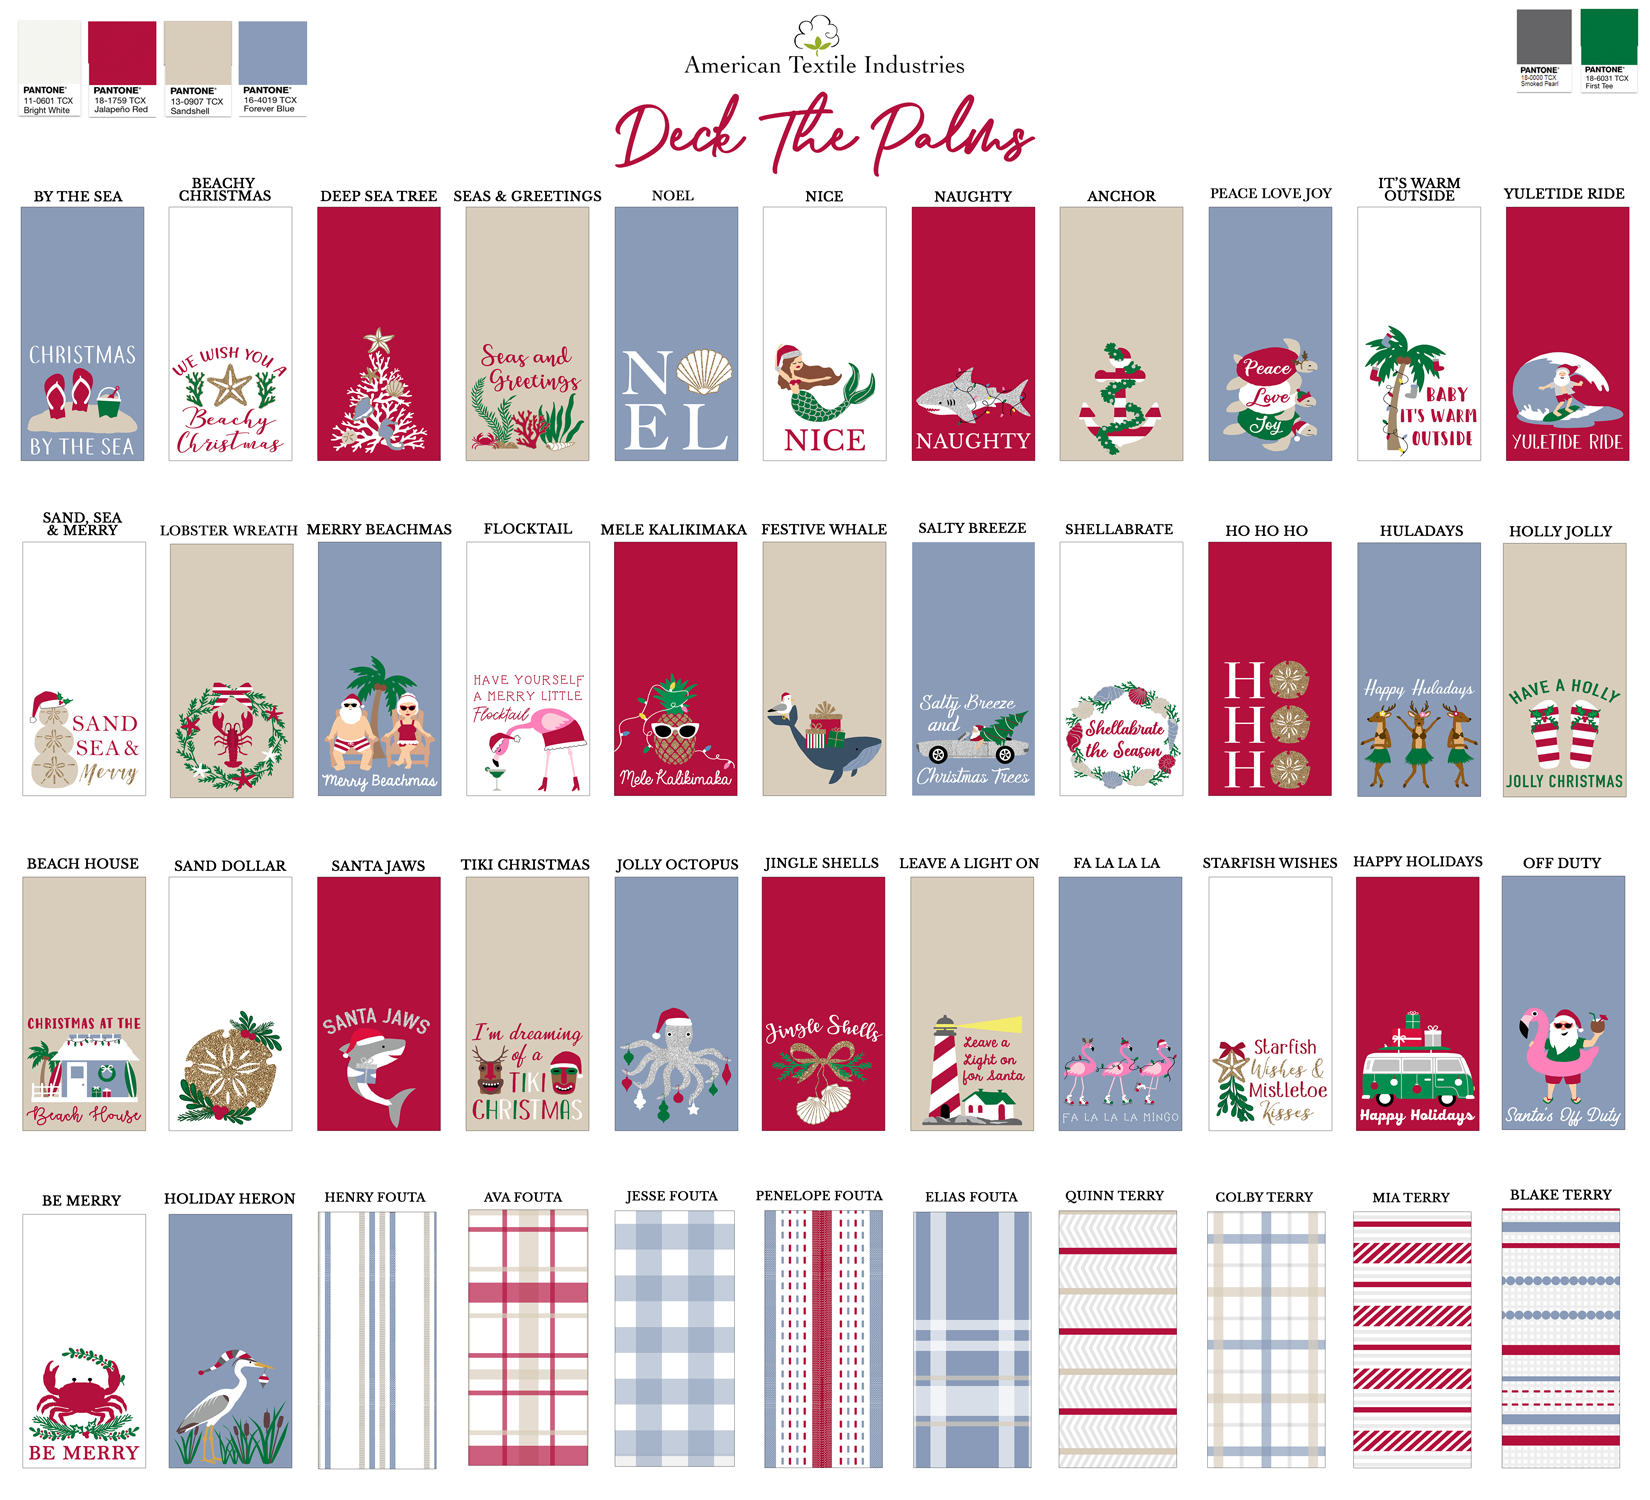 PANTONE®
11-0601 TCX
Bright White
PANTONE®
18-1759 TCX
Jalapeño Red
PANTONE®
13-0907 TCX
Sandshell
PANTONE®
16-4019 TCX
Forever Blue
American Textile Industries
Deck The Palms
PANTONE®
18-0000 TCX
Smoked Pearl
PANTONE®
18-6031 TCX
First Tee
BY THE SEA
BEACHY
CHRISTMAS
DEEP SEA TREE
SEAS & GREETINGS
NOEL
NICE
NAUGHTY
ANCHOR
PEACE LOVE JOY
IT'S WARM
OUTSIDE
YULETIDE RIDE
CHRISTMAS
BY THE SEA
WE WISH YOU A
Beachy
Christmas
Seas and
Greetings
N
EL
NICE
NAUGHTY
Peace
Love
Joy
BABY
IT'S WARM
OUTSIDE
YULETIDE RIDE
SAND, SEA
& MERRY
LOBSTER WREATH
MERRY BEACHMAS
FLOCKTAIL
MELE KALIKIMAKA
FESTIVE WHALE
SALTY BREEZE
SHELLABRATE
HO HO HO
HULADAYS
HOLLY JOLLY
SAND
SEA &
Merry
Merry Beachmas
HAVE YOURSELF
A MERRY LITTLE
Flocktail
Mele Kalikimaka
Salty Breeze
and
Christmas Trees
Shellabrate
the Season
H
H
H
Happy Huladays
HAVE A HOLLY
JOLLY CHRISTMAS
BEACH HOUSE
SAND DOLLAR
SANTA JAWS
TIKI CHRISTMAS
JOLLY OCTOPUS
JINGLE SHELLS
LEAVE A LIGHT ON
FA LA LA LA
STARFISH WISHES
HAPPY HOLIDAYS
OFF DUTY
CHRISTMAS AT THE
Beach House
SANTA JAWS
I'm dreaming
of a
TIKI
CHRISTMAS
Jingle Shells
Leave a
Light on
for Santa
FA LA LA LA MINGO
Starfish
Wishes &
Mistletoe
Kisses
Happy Holidays
Santa's Off Duty
BE MERRY
HOLIDAY HERON
HENRY FOUTA
AVA FOUTA
JESSE FOUTA
PENELOPE FOUTA
ELIAS FOUTA
QUINN TERRY
COLBY TERRY
MIA TERRY
BLAKE TERRY
BE MERRY